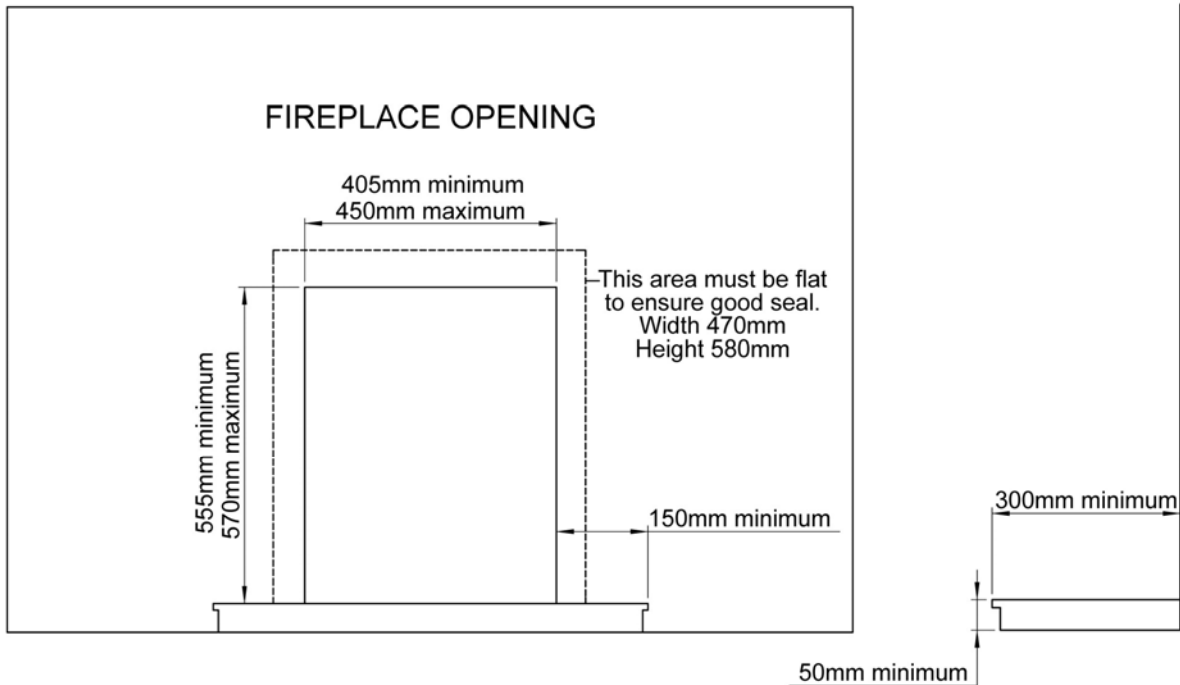 FIREPLACE OPENING
405mm minimum
450mm maximum
This area must be flat
to ensure good seal.
Width 470mm
Height 580mm
555mm minimum
570mm maximum
150mm minimum
300mm minimum
50mm minimum